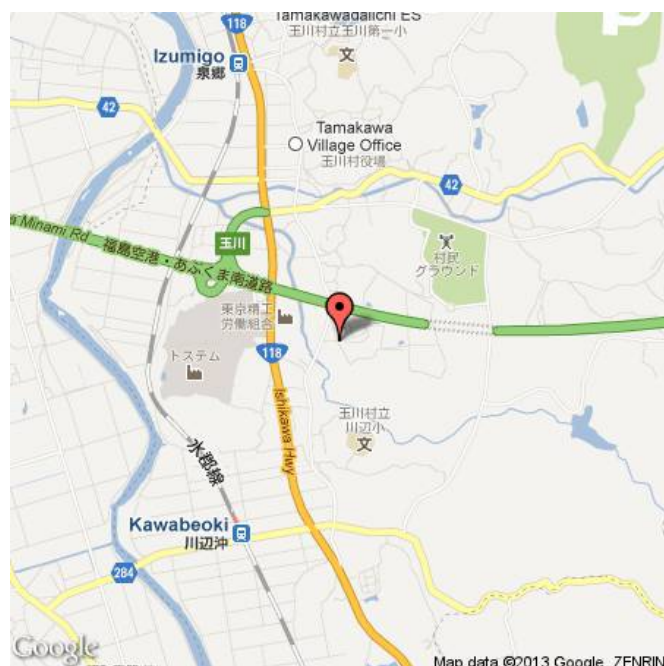 118
Tamakawadaiichi ES
玉川村立玉川第一小
文
Izumigo
泉郷
42
Tamakawa
Village Office
玉川村役場
42
a Minami Rd
福島空港・あぶくま南道路
玉川
村民
グラウンド
東京精工
労働組合
トステム
118
Ishikawa Hwy
玉川村立
川辺小
文
水郡線
Kawabeoki
川辺沖
284
Google
Map data ©2013 Google, ZENRIN